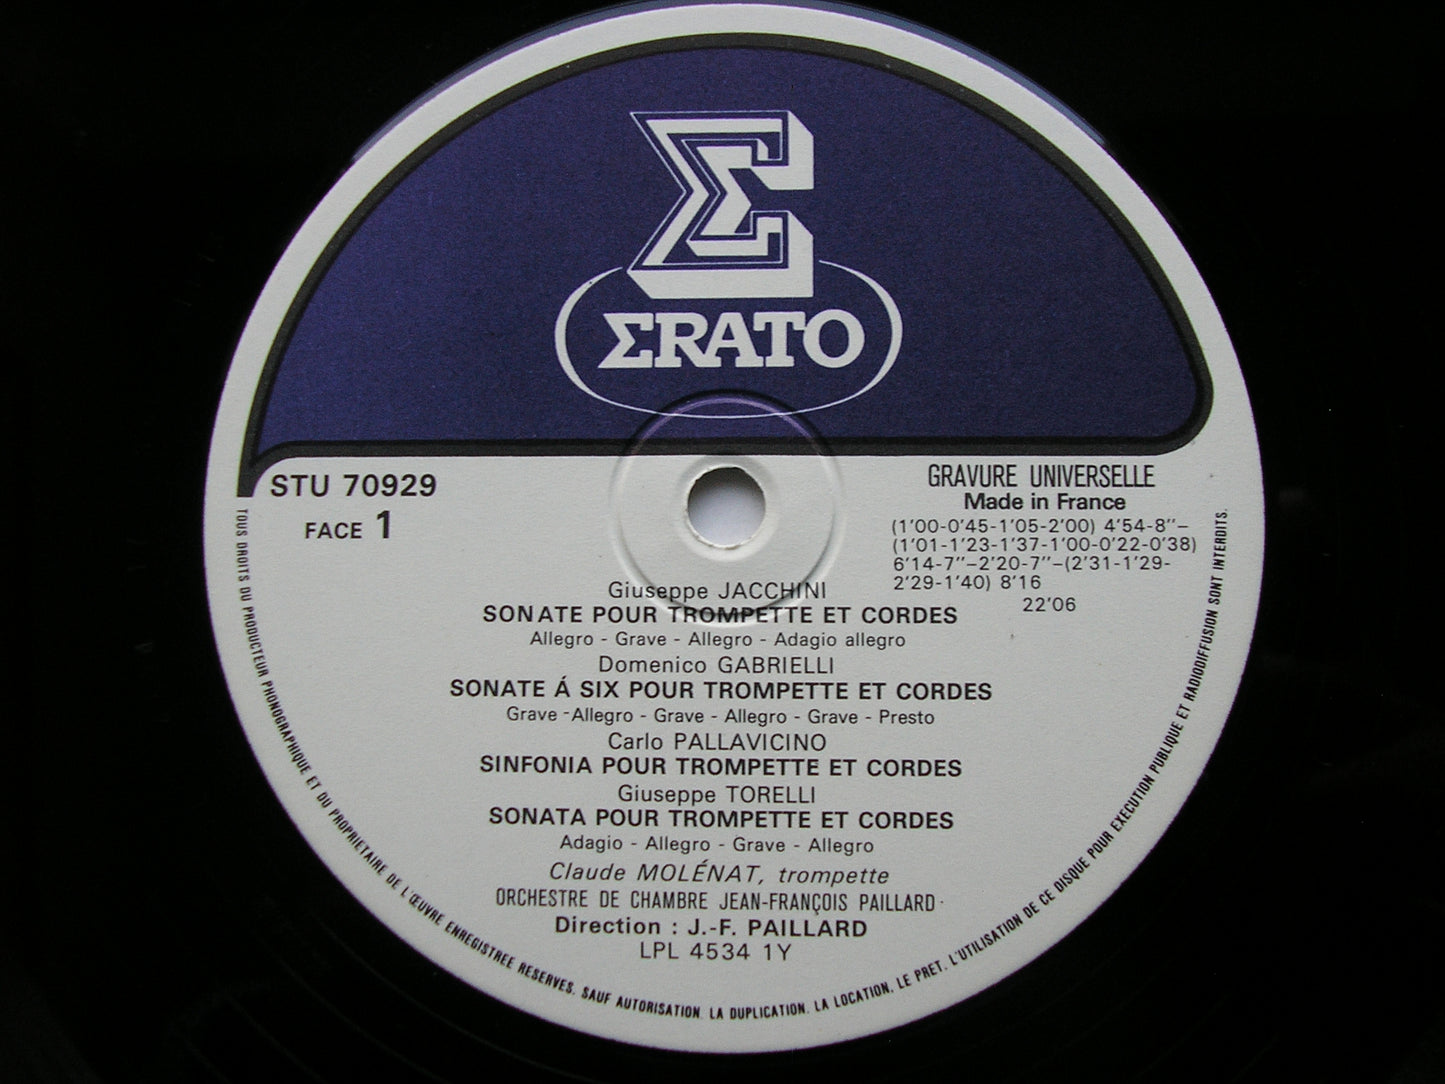 ΣRATO
STU 70929
FACE 1
GRAVURE UNIVERSELLE
Made in France
(1'00-0'45-1'05-2'00) 4'54-8''-
(1'01-1'23-1'37-1'00-0'22-0'38)
6'14-7''-2'20-7''-(2'31-1'29-
2'29-1'40) 8'16
22'06
Giuseppe JACCHINI
SONATE POUR TROMPETTE ET CORDES
Allegro - Grave - Allegro - Adagio allegro
Domenico GABRIELLI
SONATE Á SIX POUR TROMPETTE ET CORDES
Grave - Allegro - Grave - Allegro - Grave - Presto
Carlo PALLAVICINO
SINFONIA POUR TROMPETTE ET CORDES
Giuseppe TORELLI
SONATA POUR TROMPETTE ET CORDES
Adagio - Allegro - Grave - Allegro
Claude MOLÉNAT, trompette
ORCHESTRE DE CHAMBRE JEAN-FRANÇOIS PAILLARD
Direction : J.-F. PAILLARD
LPL 4534 1Y
TOUS DROITS DU PRODUCTEUR PHONOGRAPHIQUE ET DU PROPRIETAIRE DE L'ŒUVRE ENREGISTREE RESERVES. SAUF AUTORISATION. LA DUPLICATION. LA LOCATION. LE PRET. L'UTILISATION DE CE DISQUE POUR EXECUTION PUBLIQUE ET RADIODIFFUSION SONT INTERDITS.